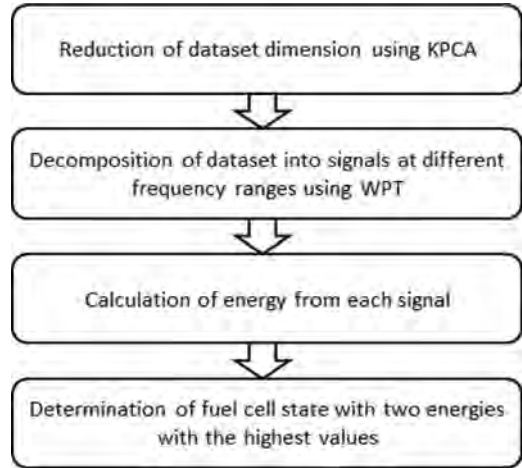 Reduction of dataset dimension using KPCA
Decomposition of dataset into signals at different
frequency ranges using WPT
Calculation of energy from each signal
Determination of fuel cell state with two energies
with the highest values